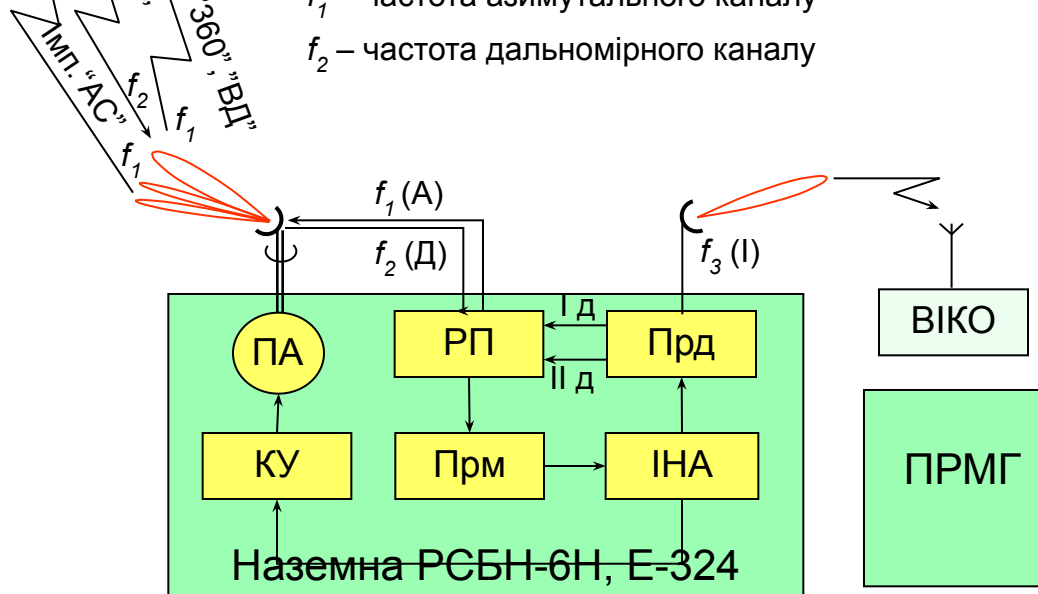 f1 – частота азимутального каналу
f2 – частота дальномірного каналу
Імп. “АС”
f2
360”,”ВД”
f1
f1
f1 (А)
f2 (Д)
f3 (І)
ВІКО
І д
ІІ д
ПА
РП
Прд
КУ
Прм
ІНА
ПРМГ
Наземна РСБН-6Н, Е-324